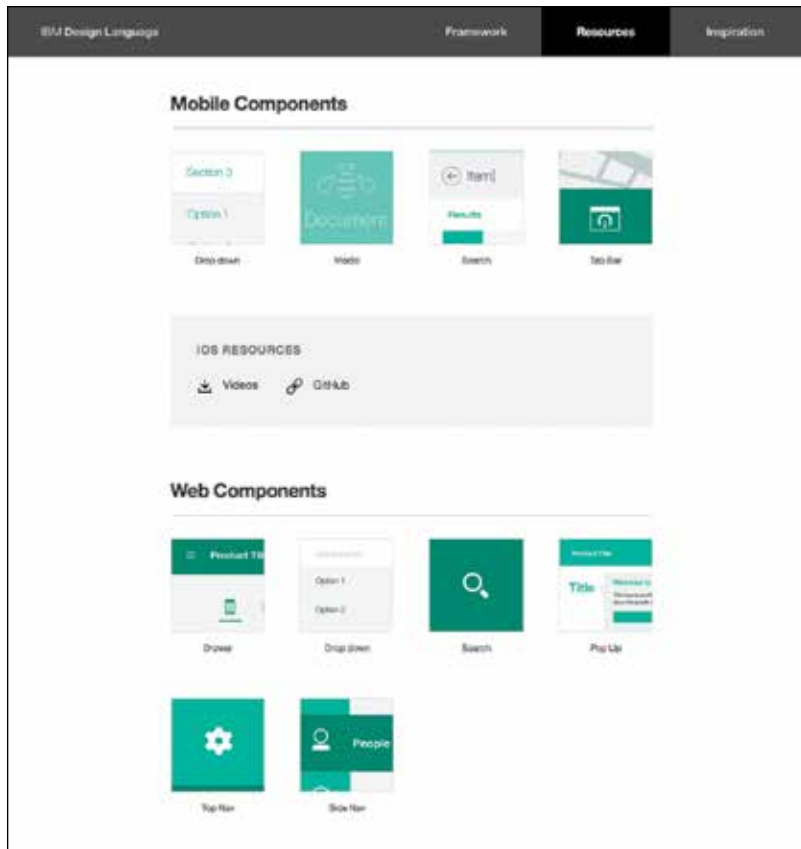 IBM Design Language Framework Resources Inspiration
Mobile Components
Section 3
Option 1
Document
Item
Results
Drop down Modal Search Tab Bar
IOS RESOURCES
Videos GitHub
Web Components
Product Tit
Option 1
Option 2
Product Title
Title
Drawer Drop down Search Pop Up
People
Top Nav Side Nav